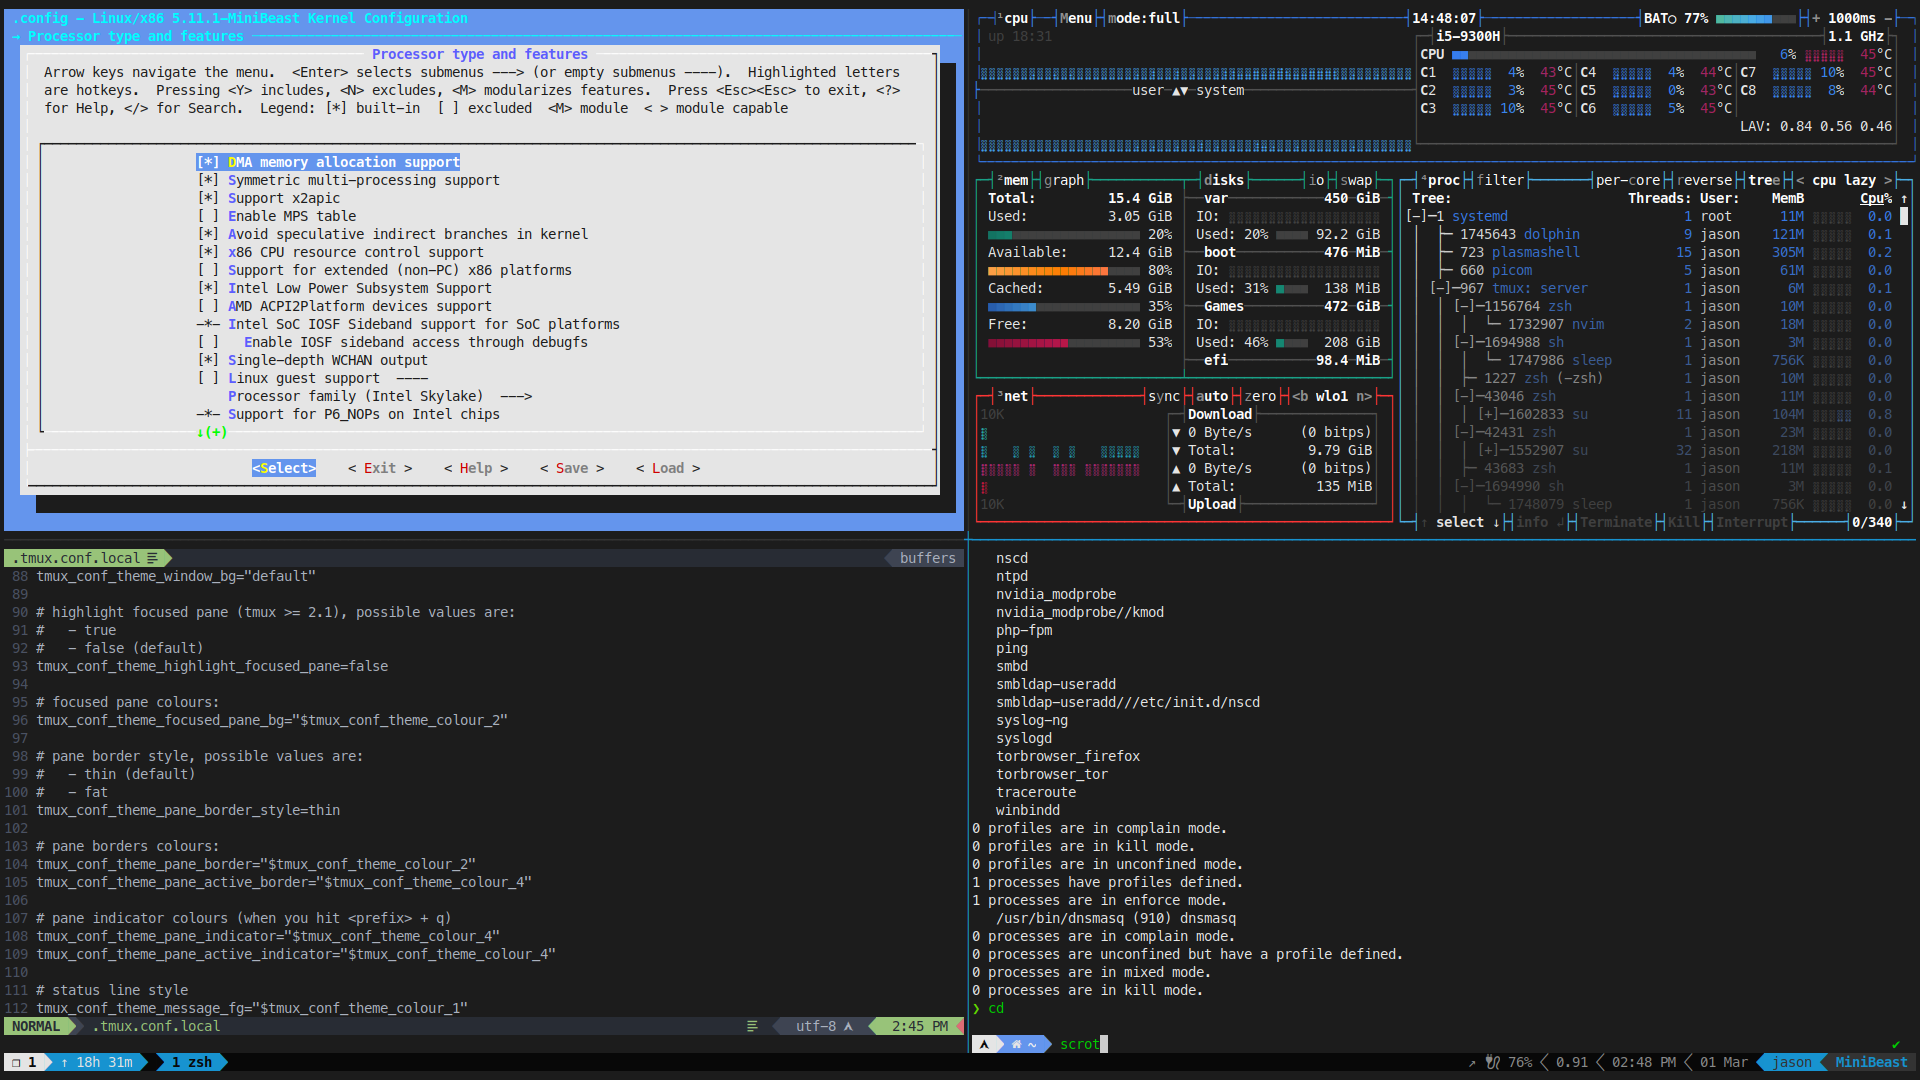 .config - Linux/x86 5.11.1-MiniBeast Kernel Configuration
→ Processor type and features
Processor type and features
Arrow keys navigate the menu.  <Enter> selects submenus ---> (or empty submenus ----).  Highlighted letters
are hotkeys.  Pressing <Y> includes, <N> excludes, <M> modularizes features.  Press <Esc><Esc> to exit, <?>
for Help, </> for Search.  Legend: [*] built-in  [ ] excluded  <M> module  < > module capable
[*] DMA memory allocation support
[*] Symmetric multi-processing support
[*] Support x2apic
[ ] Enable MPS table
[*] Avoid speculative indirect branches in kernel
[*] x86 CPU resource control support
[ ] Support for extended (non-PC) x86 platforms
[*] Intel Low Power Subsystem Support
[ ] AMD ACPI2Platform devices support
-*- Intel SoC IOSF Sideband support for SoC platforms
[ ]   Enable IOSF sideband access through debugfs
[*] Single-depth WCHAN output
[ ] Linux guest support  ----
Processor family (Intel Skylake)  --->
-*- Support for P6_NOPs on Intel chips
↓(+)
<Select>    < Exit >    < Help >    < Save >    < Load >
¹cpu Menu mode:full 14:48:07 BAT○ 77% + 1000ms -
up 18:31
i5-9300H 1.1 GHz
CPU 6% 45°C
C1 4% 43°C C4 4% 44°C C7 10% 45°C
C2 3% 45°C C5 0% 43°C C8 8% 44°C
C3 10% 45°C C6 5% 45°C
LAV: 0.84 0.56 0.46
user ▲▼ system
²mem graph disks io swap
Total: 15.4 GiB
Used: 3.05 GiB
20%
Available: 12.4 GiB
80%
Cached: 5.49 GiB
35%
Free: 8.20 GiB
53%
var 450 GiB
IO:
Used: 20% 92.2 GiB
boot 476 MiB
IO:
Used: 31% 138 MiB
Games 472 GiB
IO:
Used: 46% 208 GiB
efi 98.4 MiB
³net sync auto zero <b wlo1 n>
10K
10K
Download
▼ 0 Byte/s (0 bitps)
▼ Total: 9.79 GiB
▲ 0 Byte/s (0 bitps)
▲ Total: 135 MiB
Upload
⁴proc filter per-core reverse tree < cpu lazy >
Tree: Threads: User: MemB Cpu% ↑
[-]-1 systemd 1 root 11M 0.0
1745643 dolphin 9 jason 121M 0.1
723 plasmashell 15 jason 305M 0.2
660 picom 5 jason 61M 0.0
[-]-967 tmux: server 1 jason 6M 0.1
[-]-1156764 zsh 1 jason 10M 0.0
1732907 nvim 2 jason 18M 0.0
[-]-1694988 sh 1 jason 3M 0.0
1747986 sleep 1 jason 756K 0.0
1227 zsh (-zsh) 1 jason 10M 0.0
[-]-43046 zsh 1 jason 11M 0.0
[+]-1602833 su 11 jason 104M 0.8
[-]-42431 zsh 1 jason 23M 0.0
[+]-1552907 su 32 jason 218M 0.0
43683 zsh 1 jason 11M 0.1
[-]-1694990 sh 1 jason 3M 0.0
1748079 sleep 1 jason 756K 0.0 ↓
↑ select ↓ info ↲ Terminate Kill Interrupt 0/340
.tmux.conf.local buffers
88 tmux_conf_theme_window_bg="default"
89
90 # highlight focused pane (tmux >= 2.1), possible values are:
91 #   - true
92 #   - false (default)
93 tmux_conf_theme_highlight_focused_pane=false
94
95 # focused pane colours:
96 tmux_conf_theme_focused_pane_bg="$tmux_conf_theme_colour_2"
97
98 # pane border style, possible values are:
99 #   - thin (default)
100 #   - fat
101 tmux_conf_theme_pane_border_style=thin
102
103 # pane borders colours:
104 tmux_conf_theme_pane_border="$tmux_conf_theme_colour_2"
105 tmux_conf_theme_pane_active_border="$tmux_conf_theme_colour_4"
106
107 # pane indicator colours (when you hit <prefix> + q)
108 tmux_conf_theme_pane_indicator="$tmux_conf_theme_colour_4"
109 tmux_conf_theme_pane_active_indicator="$tmux_conf_theme_colour_4"
110
111 # status line style
112 tmux_conf_theme_message_fg="$tmux_conf_theme_colour_1"
NORMAL .tmux.conf.local utf-8 2:45 PM
nscd
ntpd
nvidia_modprobe
nvidia_modprobe//kmod
php-fpm
ping
smbd
smbldap-useradd
smbldap-useradd///etc/init.d/nscd
syslog-ng
syslogd
torbrowser_firefox
torbrowser_tor
traceroute
winbindd
0 profiles are in complain mode.
0 profiles are in kill mode.
0 profiles are in unconfined mode.
1 processes have profiles defined.
1 processes are in enforce mode.
/usr/bin/dnsmasq (910) dnsmasq
0 processes are in complain mode.
0 processes are unconfined but have a profile defined.
0 processes are in mixed mode.
0 processes are in kill mode.
❯ cd
~ scrot ✔
❐ 1 ↑ 18h 31m 1 zsh ↗ 76% 0.91 02:48 PM 01 Mar jason MiniBeast